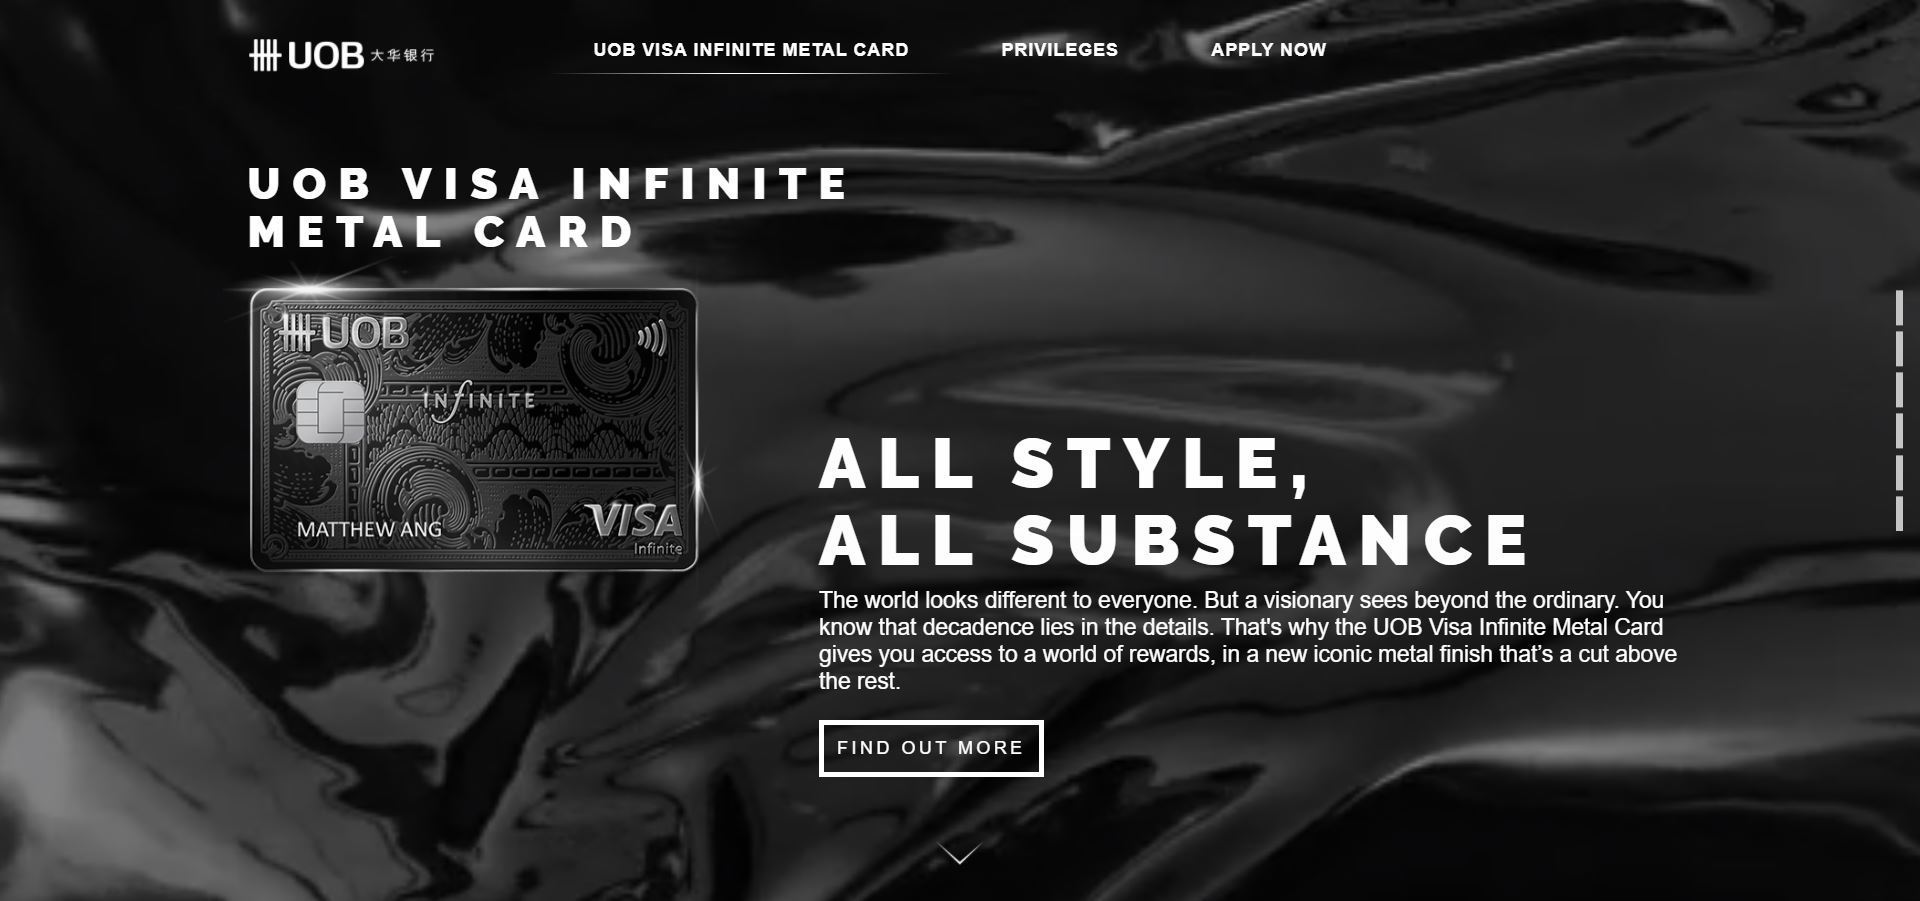 UOB 大华银行
UOB VISA INFINITE METAL CARD
PRIVILEGES
APPLY NOW
UOB VISA INFINITE
METAL CARD
UOB
INFINITE
MATTHEW ANG
VISA
Infinite
ALL STYLE,
ALL SUBSTANCE
The world looks different to everyone. But a visionary sees beyond the ordinary. You
know that decadence lies in the details. That's why the UOB Visa Infinite Metal Card
gives you access to a world of rewards, in a new iconic metal finish that’s a cut above
the rest.
FIND OUT MORE